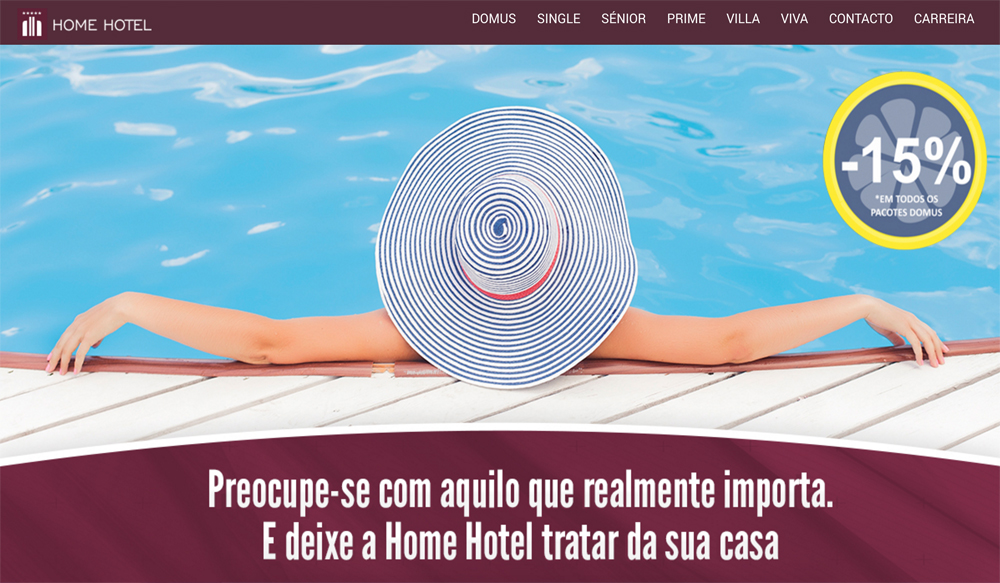 HOME HOTEL
DOMUS SINGLE SÉNIOR PRIME VILLA VIVA CONTACTO CARREIRA
-15%
*EM TODOS OS
PACOTES DOMUS
Preocupe-se com aquilo que realmente importa.
E deixe a Home Hotel tratar da sua casa